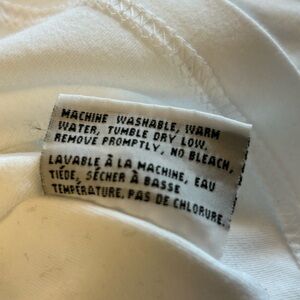 MACHINE WASHABLE, WARM
WATER, TUMBLE DRY LOW.
REMOVE PROMPTLY, NO BLEACH,
LAVABLE À LA MACHINE, EAU
TIÉDE, SÉCHER À BASSE
TEMPÉRATURE, PAS DE CHLORURE.